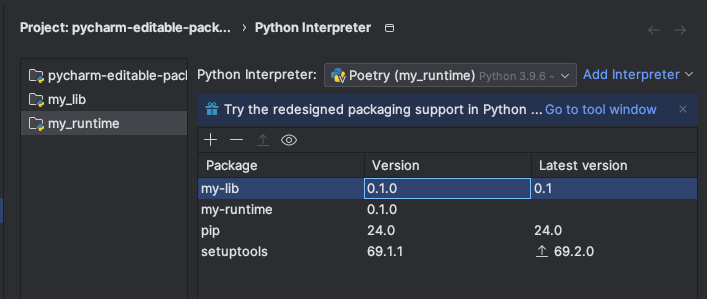 Project: pycharm-editable-pack... › Python Interpreter
pycharm-editable-pack
my_lib
my_runtime
Python Interpreter: Poetry (my_runtime) Python 3.9.6 ~ Add Interpreter
Try the redesigned packaging support in Python ... Go to tool window
Package Version Latest version
my-lib 0.1.0 0.1
my-runtime 0.1.0
pip 24.0 24.0
setuptools 69.1.1 69.2.0